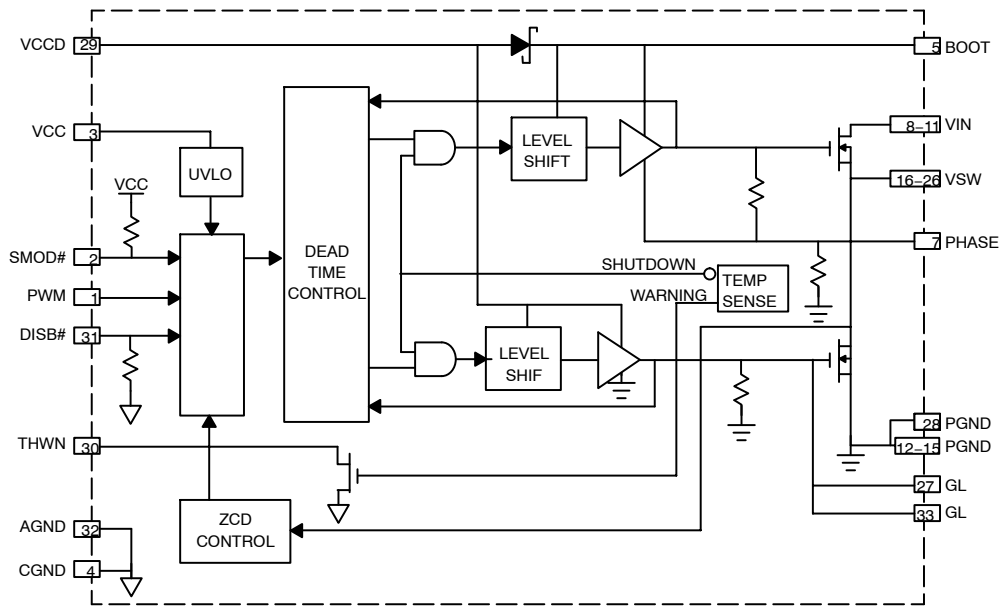 VCCD 29
5 BOOT
VCC 3
8–11 VIN
LEVEL
SHIFT
UVLO
VCC
16–26 VSW
DEAD
TIME
CONTROL
7 PHASE
SMOD# 2
SHUTDOWN
TEMP
SENSE
PWM 1
WARNING
DISB# 31
LEVEL
SHIF
28 PGND
THWN 30
12–15 PGND
27 GL
ZCD
CONTROL
33 GL
AGND 32
CGND 4